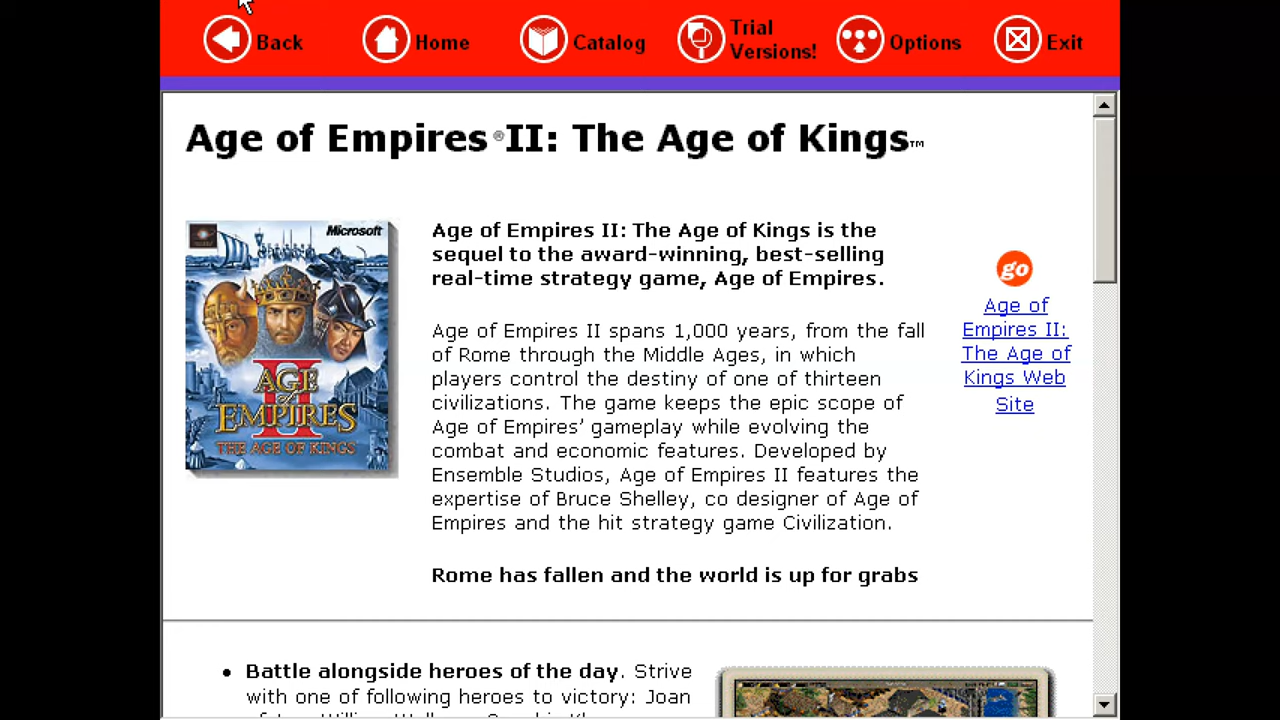 Back
Home
Catalog
Trial
Versions!
Options
Exit
Age of Empires® II: The Age of Kings™
Microsoft
AGE
of
EMPIRES
II
THE AGE OF KINGS
Age of Empires II: The Age of Kings is the
sequel to the award-winning, best-selling
real-time strategy game, Age of Empires.
Age of Empires II spans 1,000 years, from the fall
of Rome through the Middle Ages, in which
players control the destiny of one of thirteen
civilizations. The game keeps the epic scope of
Age of Empires’ gameplay while evolving the
combat and economic features. Developed by
Ensemble Studios, Age of Empires II features the
expertise of Bruce Shelley, co designer of Age of
Empires and the hit strategy game Civilization.
Rome has fallen and the world is up for grabs
go
Age of
Empires II:
The Age of
Kings Web
Site
• Battle alongside heroes of the day. Strive
with one of following heroes to victory: Joan